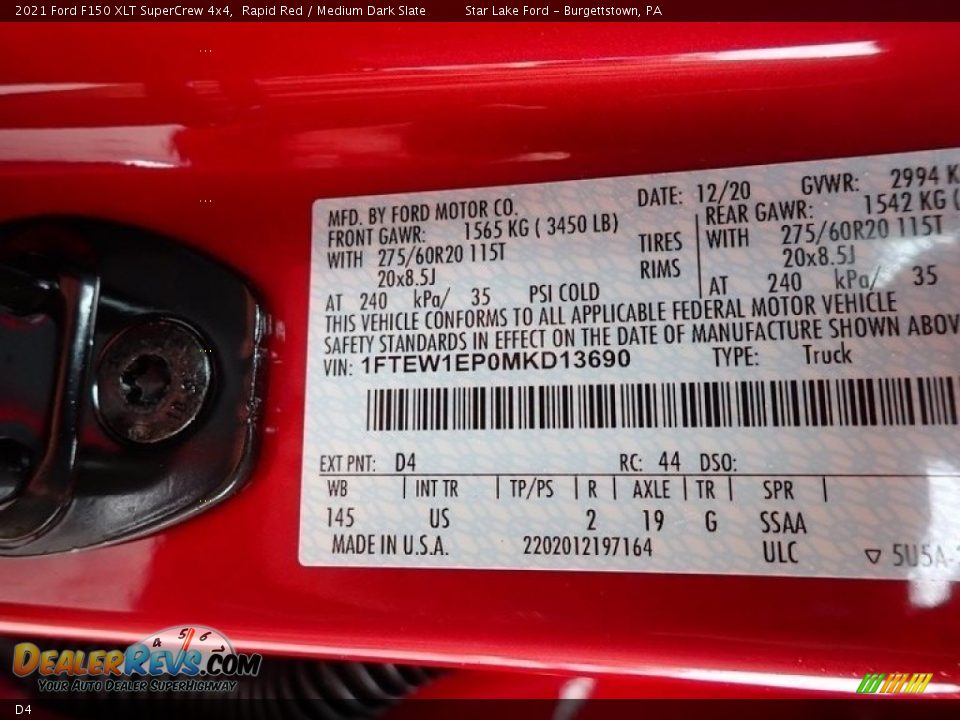 2021 Ford F150 XLT SuperCrew 4x4, Rapid Red / Medium Dark Slate Star Lake Ford - Burgettstown, PA
MFD. BY FORD MOTOR CO. DATE: 12/20 GVWR: 2994 K
FRONT GAWR: 1565 KG ( 3450 LB) REAR GAWR: 1542 KG (
WITH 275/60R20 115T TIRES WITH 275/60R20 115T
20x8.5J RIMS 20x8.5J
AT 240 kPa/ 35 PSI COLD AT 240 kPa/ 35
THIS VEHICLE CONFORMS TO ALL APPLICABLE FEDERAL MOTOR VEHICLE
SAFETY STANDARDS IN EFFECT ON THE DATE OF MANUFACTURE SHOWN ABOV
VIN: 1FTEW1EP0MKD13690 TYPE: Truck
EXT PNT: D4 RC: 44 DSO:
WB INT TR TP/PS R AXLE TR SPR
145 US 2 19 G SSAA
MADE IN U.S.A. 2202012197164 ULC 5U5A-
4 5 6
DEALERREVS.COM
YOUR AUTO DEALER SUPERHIGHWAY
D4